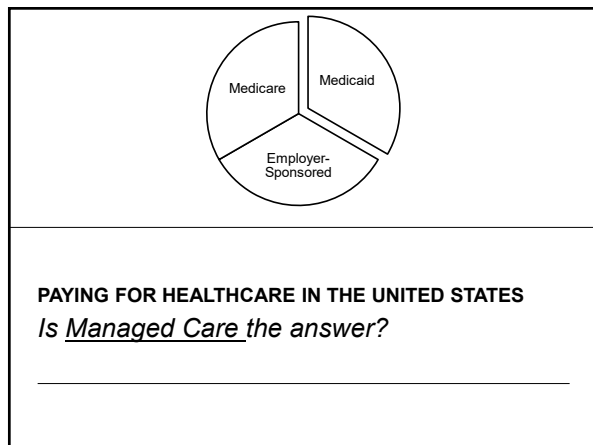 Medicare
Medicaid
Employer-
Sponsored
PAYING FOR HEALTHCARE IN THE UNITED STATES
Is Managed Care the answer?